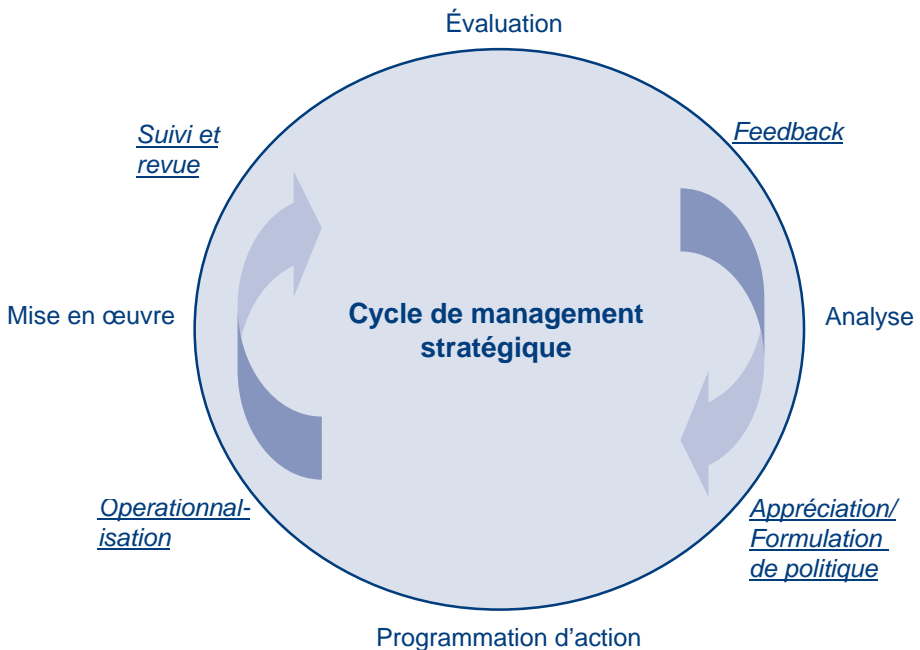 Évaluation
Suivi et
revue
Feedback
Mise en œuvre
Cycle de management
stratégique
Analyse
Operationnal-
isation
Appréciation/
Formulation
de politique
Programmation d'action